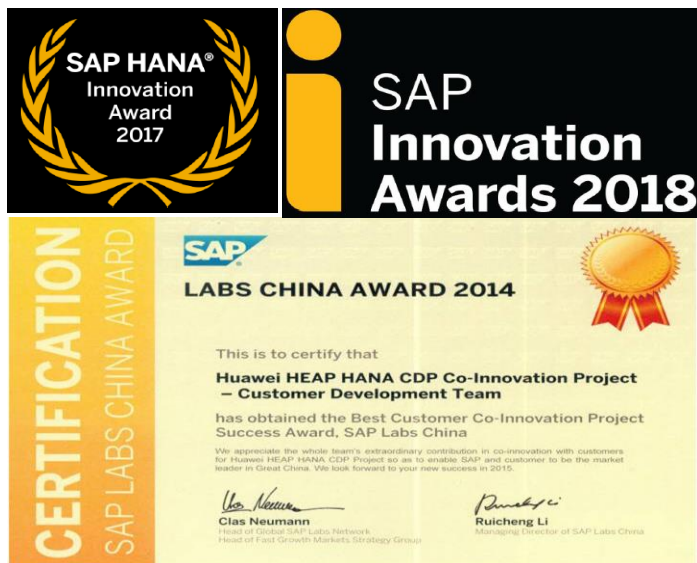 SAP HANA®
Innovation
Award
2017
SAP
Innovation
Awards 2018
CERTIFICATION
SAP LABS CHINA AWARD
SAP
LABS CHINA AWARD 2014
This is to certify that
Huawei HEAP HANA CDP Co-Innovation Project
– Customer Development Team
has obtained the Best Customer Co-Innovation Project
Success Award, SAP Labs China
We appreciate the whole team's extraordinary contribution in co-innovation with customers
for Huawei HEAP HANA CDP Project so as to enable SAP and customer to be the market
leader in Great China. We look forward to your new success in 2015.
Clas Neumann
Head of Global SAP Labs Network
Head of Fast Growth Markets Strategy Group
Ruicheng Li
Managing Director of SAP Labs China